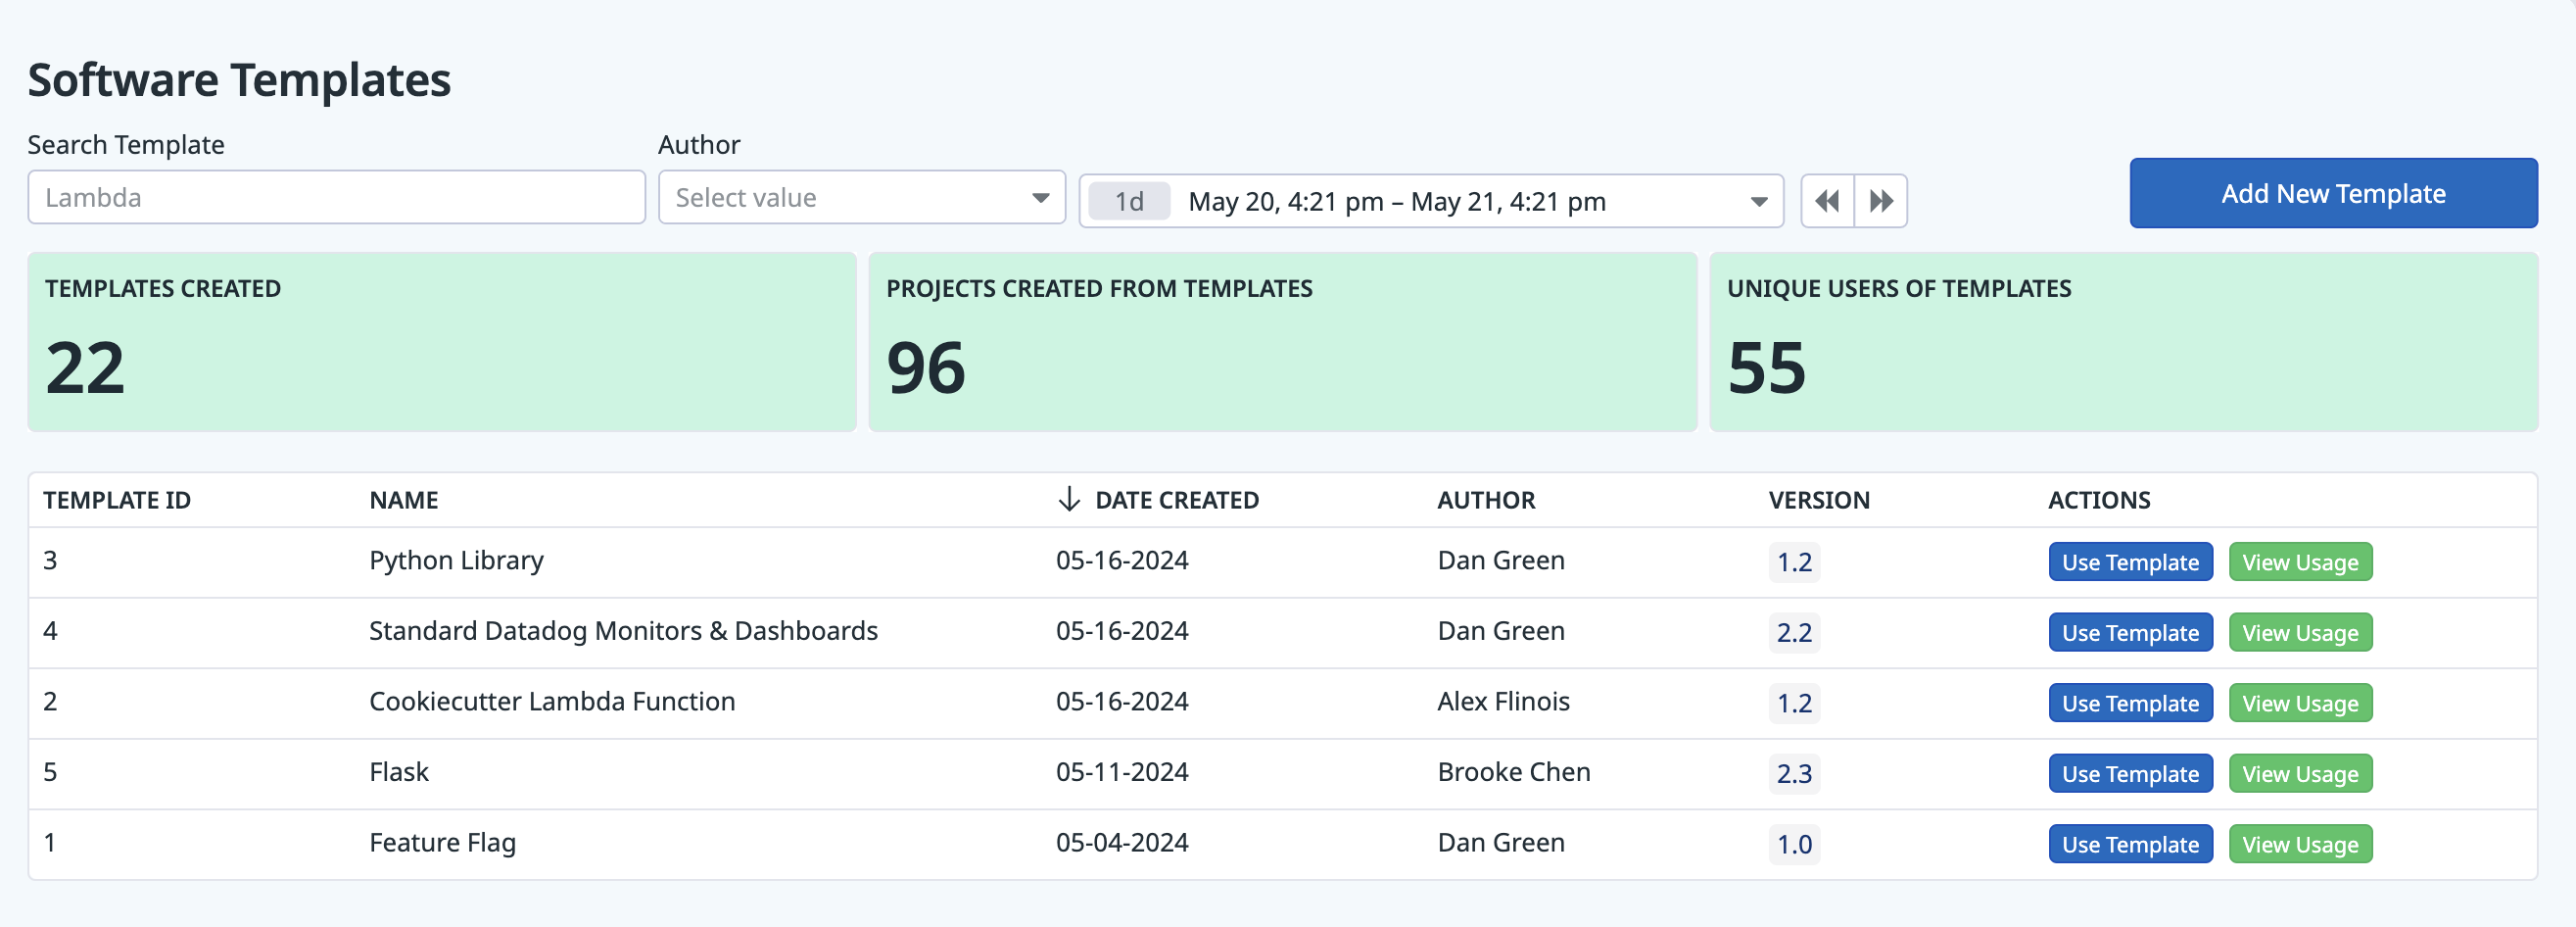 Software Templates
Search Template
Author
Lambda
Select value
1d May 20, 4:21 pm – May 21, 4:21 pm
Add New Template
TEMPLATES CREATED
22
PROJECTS CREATED FROM TEMPLATES
96
UNIQUE USERS OF TEMPLATES
55
TEMPLATE ID NAME DATE CREATED AUTHOR VERSION ACTIONS
3 Python Library 05-16-2024 Dan Green 1.2 Use Template View Usage
4 Standard Datadog Monitors & Dashboards 05-16-2024 Dan Green 2.2 Use Template View Usage
2 Cookiecutter Lambda Function 05-16-2024 Alex Flinois 1.2 Use Template View Usage
5 Flask 05-11-2024 Brooke Chen 2.3 Use Template View Usage
1 Feature Flag 05-04-2024 Dan Green 1.0 Use Template View Usage